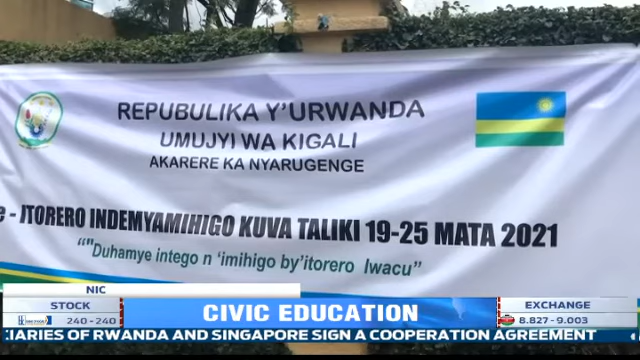 REPUBULIKA Y'URWANDA
UMUJYI WA KIGALI
AKARERE KA NYARUGENGE
- ITORERO INDEMYAMIHIGO KUVA TALIKI 19-25 MATA 2021
“"Duhamye intego n 'imihigo by'itorero Iwacu”
NIC
STOCK
240 - 240
CIVIC EDUCATION
EXCHANGE
8.827 - 9.003
CIARIES OF RWANDA AND SINGAPORE SIGN A COOPERATION AGREEMENT